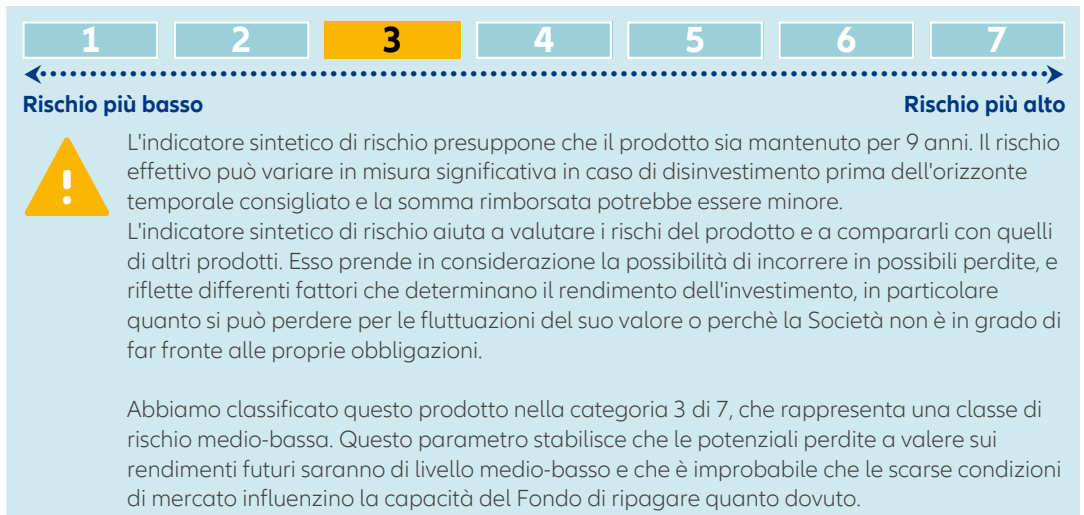 1 2 3 4 5 6 7
Rischio più basso Rischio più alto
L'indicatore sintetico di rischio presuppone che il prodotto sia mantenuto per 9 anni. Il rischio
effettivo può variare in misura significativa in caso di disinvestimento prima dell'orizzonte
temporale consigliato e la somma rimborsata potrebbe essere minore.
L'indicatore sintetico di rischio aiuta a valutare i rischi del prodotto e a compararli con quelli
di altri prodotti. Esso prende in considerazione la possibilità di incorrere in possibili perdite, e
riflette differenti fattori che determinano il rendimento dell'investimento, in particolare
quanto si può perdere per le fluttuazioni del suo valore o perchè la Società non è in grado di
far fronte alle proprie obbligazioni.
Abbiamo classificato questo prodotto nella categoria 3 di 7, che rappresenta una classe di
rischio medio-bassa. Questo parametro stabilisce che le potenziali perdite a valere sui
rendimenti futuri saranno di livello medio-basso e che è improbabile che le scarse condizioni
di mercato influenzino la capacità del Fondo di ripagare quanto dovuto.